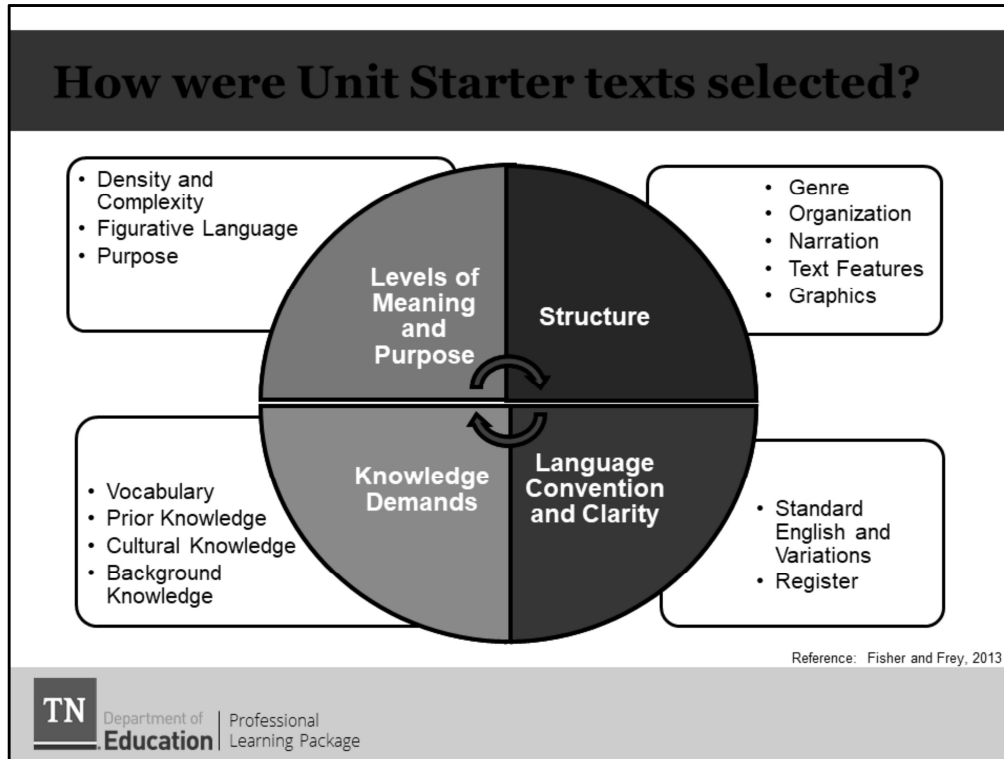 How were Unit Starter texts selected?
• Density and
Complexity
• Figurative Language
• Purpose
Levels of
Meaning
and
Purpose
Structure
• Genre
• Organization
• Narration
• Text Features
• Graphics
• Vocabulary
• Prior Knowledge
• Cultural Knowledge
• Background
Knowledge
Knowledge
Demands
Language
Convention
and Clarity
• Standard
English and
Variations
• Register
Reference: Fisher and Frey, 2013
TN
Department of
Education
Professional
Learning Package